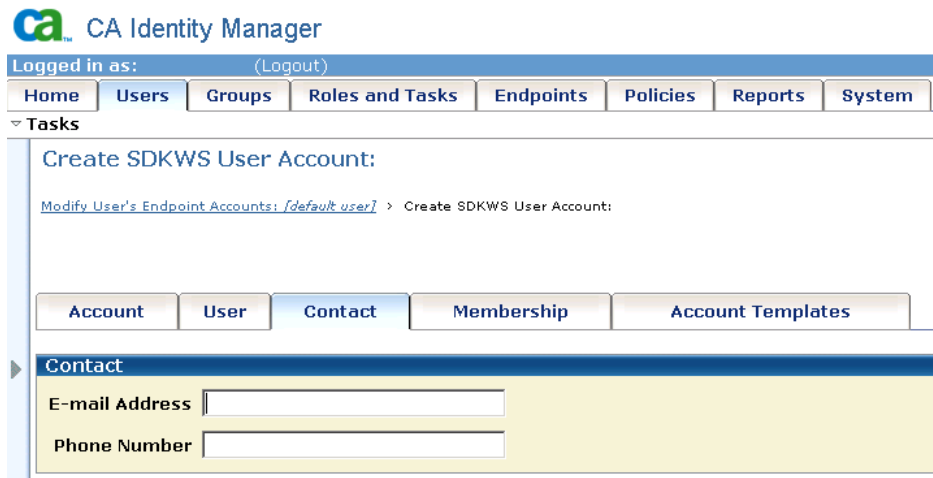 ca™ CA Identity Manager
Logged in as: (Logout)
Home Users Groups Roles and Tasks Endpoints Policies Reports System
Tasks
Create SDKWS User Account:
Modify User's Endpoint Accounts: [default user] > Create SDKWS User Account:
Account User Contact Membership Account Templates
Contact
E-mail Address
Phone Number